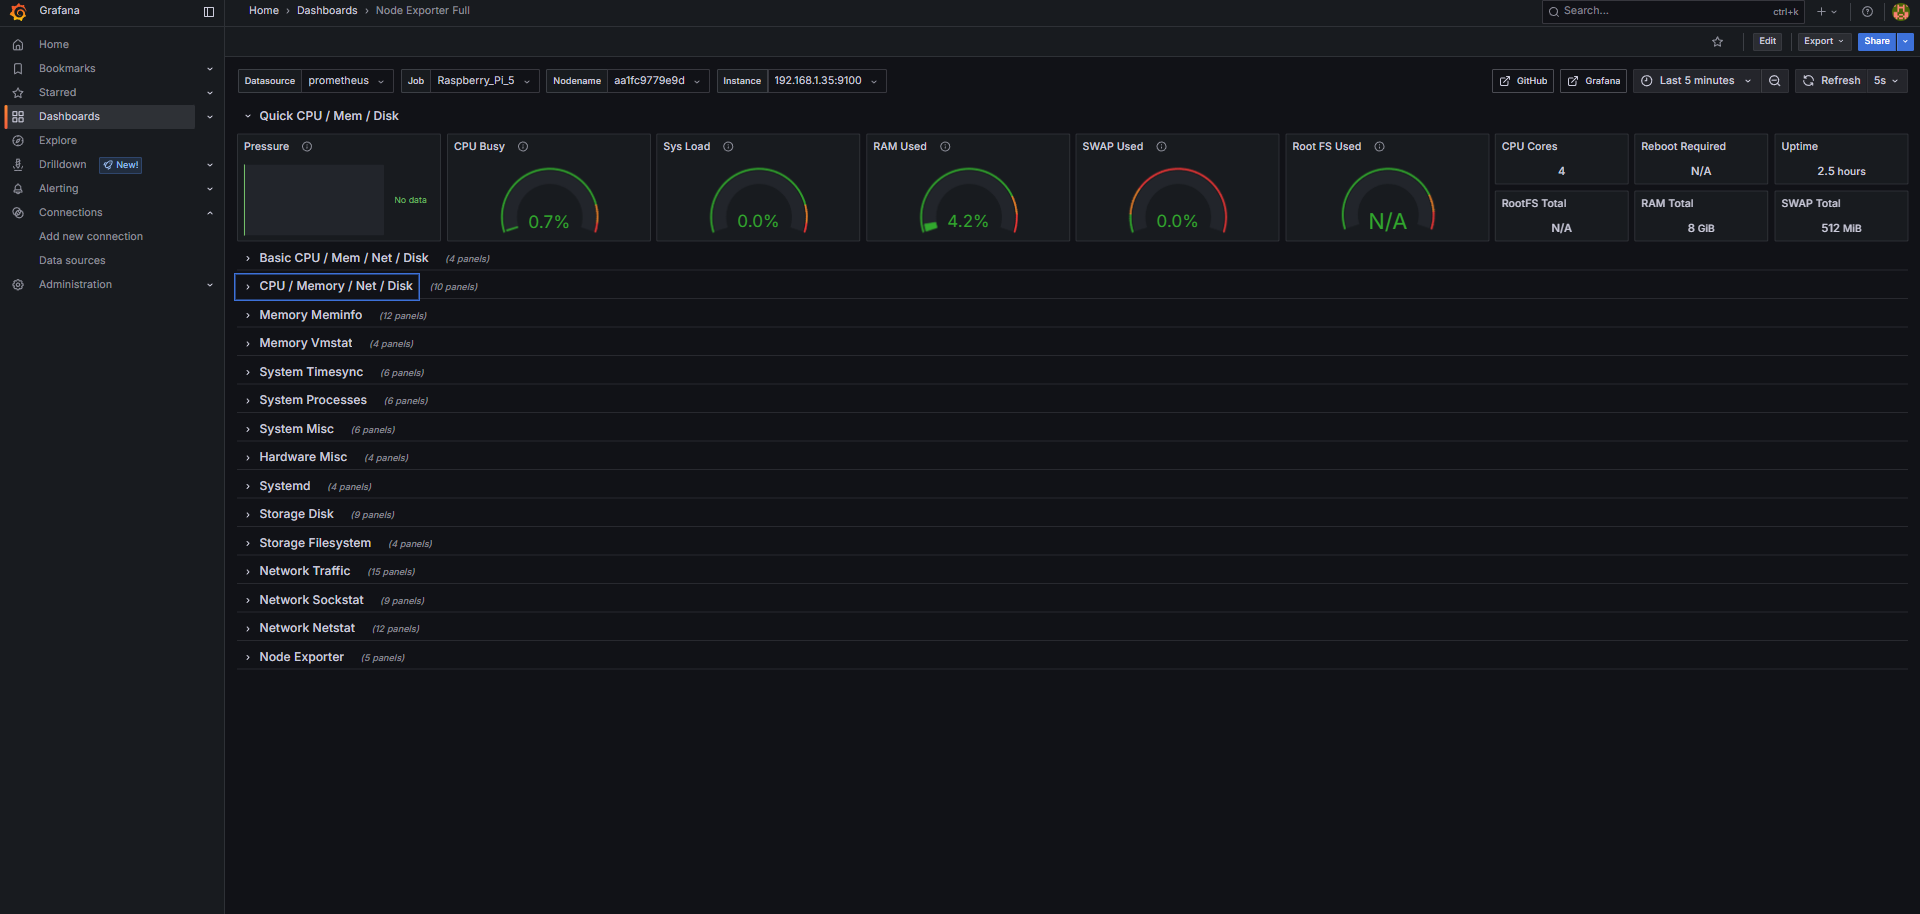 Grafana
Home › Dashboards › Node Exporter Full
Search...
ctrl+k
Home
Bookmarks
Starred
Dashboards
Explore
Drilldown New!
Alerting
Connections
Add new connection
Data sources
Administration
Edit
Export
Share
Datasource prometheus
Job Raspberry_Pi_5
Nodename aa1fc9779e9d
Instance 192.168.1.35:9100
GitHub
Grafana
Last 5 minutes
Refresh 5s
Quick CPU / Mem / Disk
Pressure
No data
CPU Busy
0.7%
Sys Load
0.0%
RAM Used
4.2%
SWAP Used
0.0%
Root FS Used
N/A
CPU Cores
4
Reboot Required
N/A
Uptime
2.5 hours
RootFS Total
N/A
RAM Total
8 GiB
SWAP Total
512 MiB
Basic CPU / Mem / Net / Disk (4 panels)
CPU / Memory / Net / Disk (10 panels)
Memory Meminfo (12 panels)
Memory Vmstat (4 panels)
System Timesync (6 panels)
System Processes (6 panels)
System Misc (6 panels)
Hardware Misc (4 panels)
Systemd (4 panels)
Storage Disk (9 panels)
Storage Filesystem (4 panels)
Network Traffic (15 panels)
Network Sockstat (9 panels)
Network Netstat (12 panels)
Node Exporter (5 panels)